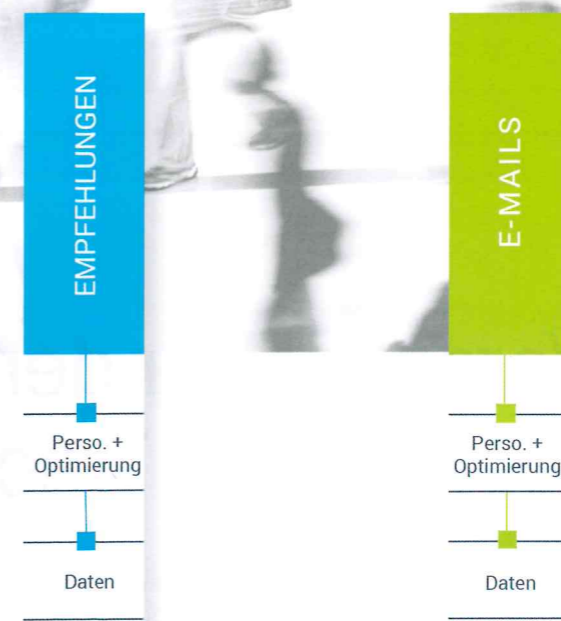 EMPFEHLUNGEN
Perso. +
Optimierung
Daten
E-MAILS
Perso. +
Optimierung
Daten